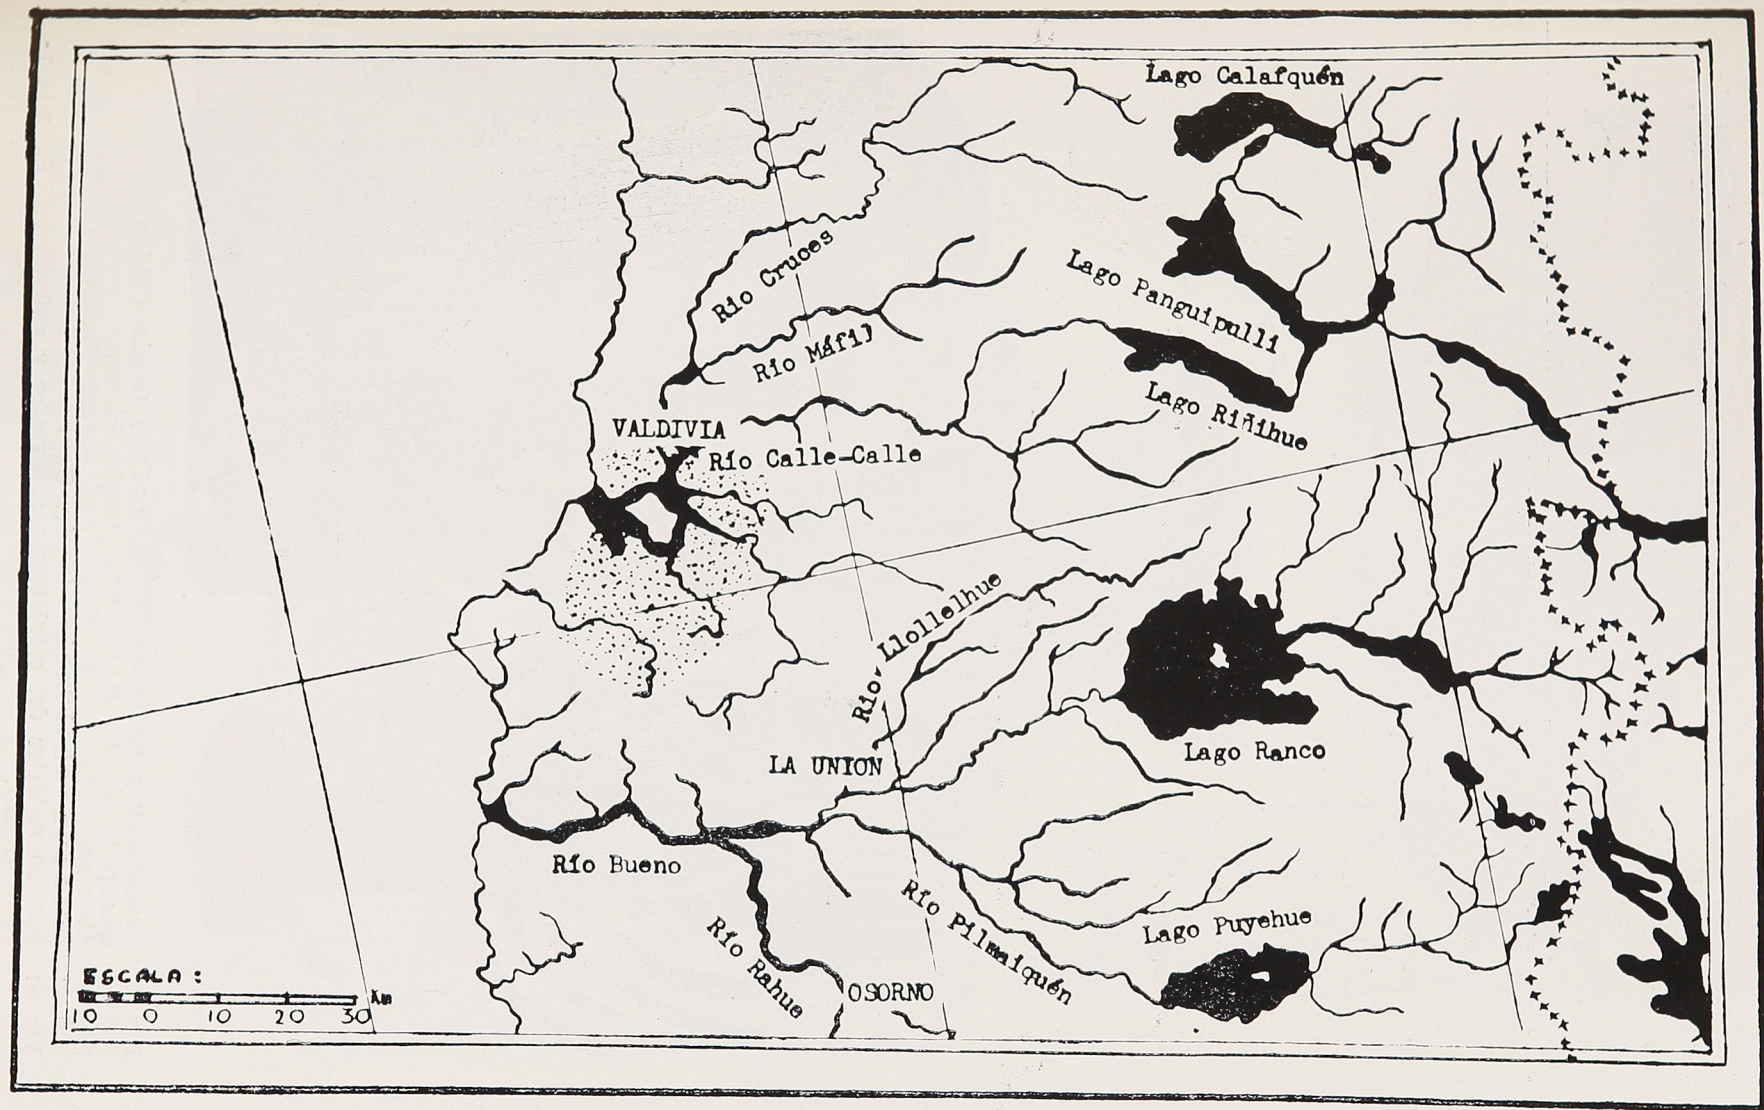 Lago Calafquén
Río Cruces
Lago Panguipulli
Río Máfil
Lago Riñihue
VALDIVIA
Río Calle-Calle
Río Llollelhue
Lago Ranco
LA UNION
Río Bueno
Río Pilmaiquén
Lago Puyehue
Río Rahue
OSORNO
ESCALA:
Km
10 0 10 20 30